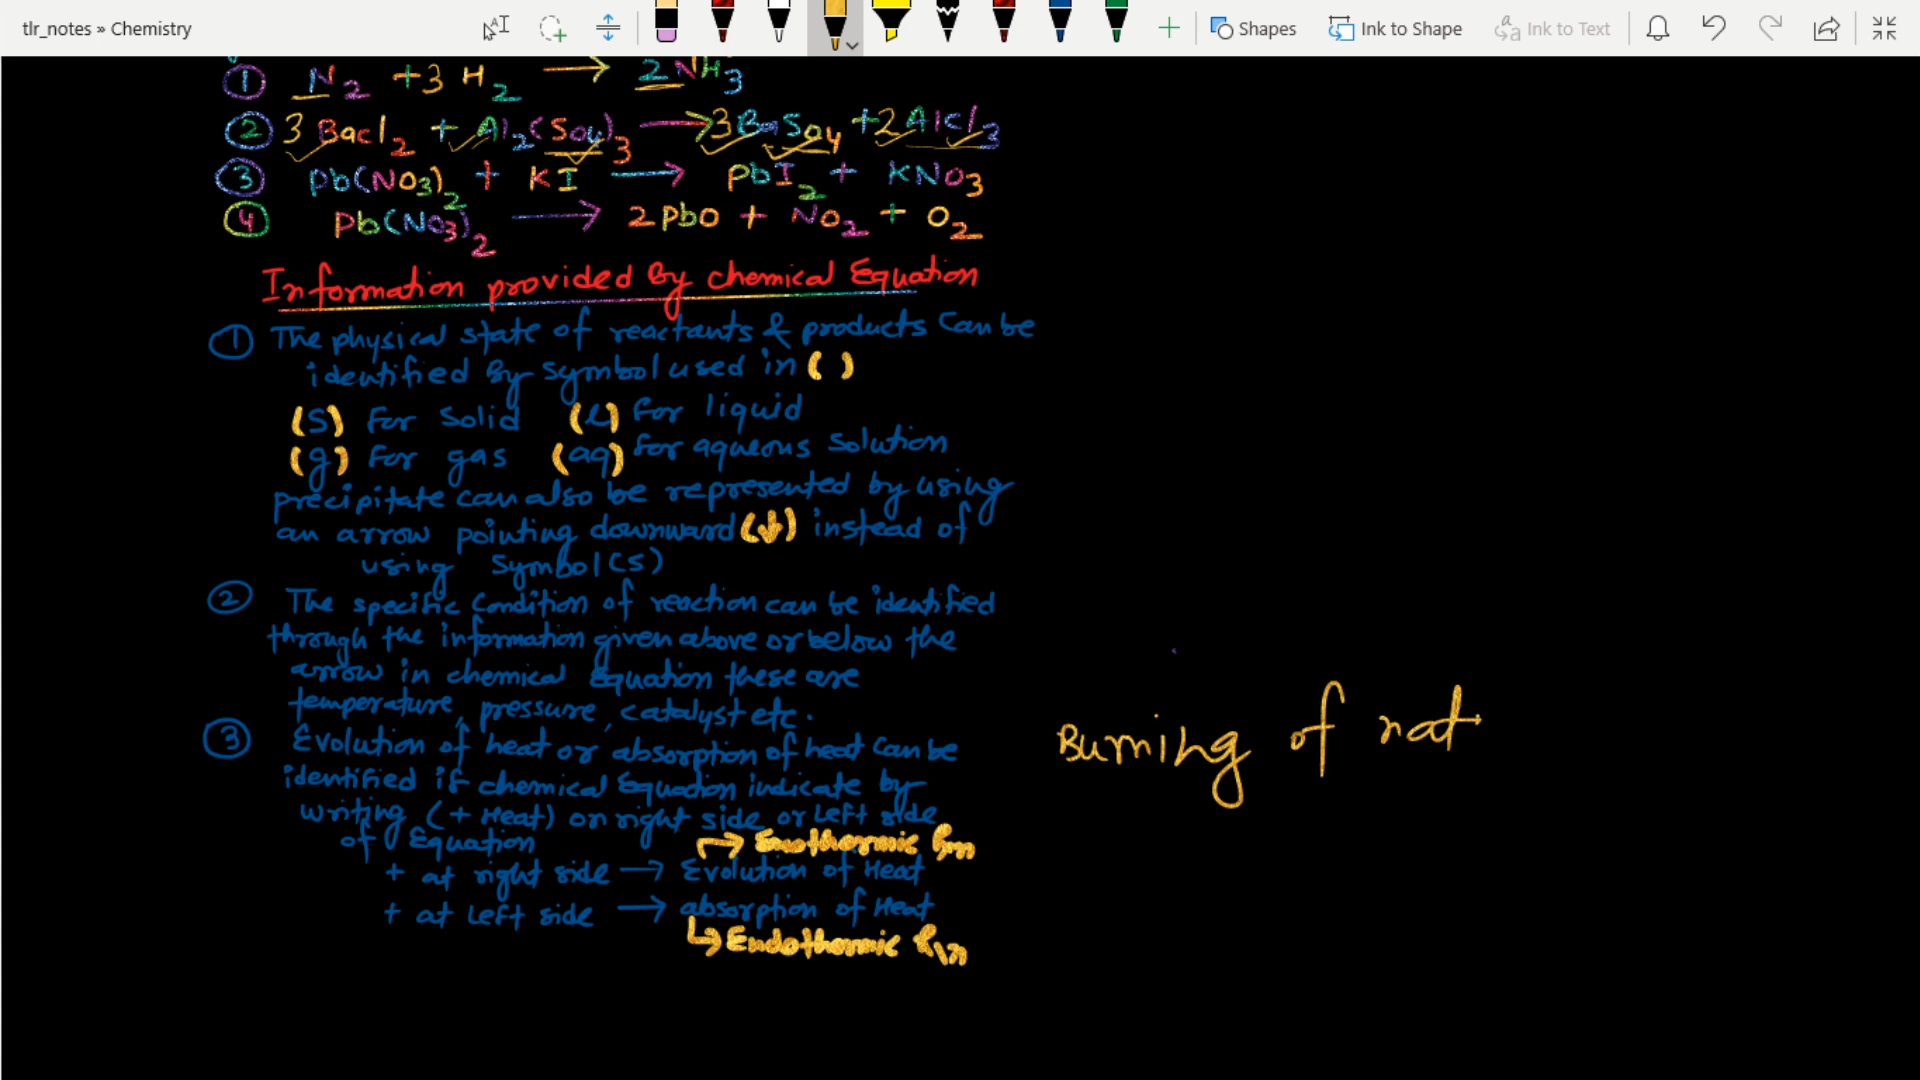 tlr_notes » Chemistry
Shapes
Ink to Shape
Ink to Text
① N2 +3 H2 → 2NH3
② 3 BaCl2 + Al2(SO4)3 → 3BaSO4 +2AlCl3
③ Pb(NO3)2 + KI → PbI2 + KNO3
④ Pb(NO3)2 → 2PbO + NO2 + O2
Information provided By chemical Equation
① The physical state of reactants & products Can be
identified By symbol used in ( )
(S) For Solid (l) for liquid
(g) For gas (aq) for aqueous Solution
precipitate can also be represented by using
an arrow pointing downward (↓) instead of
using Symbol (s)
② The specific Condition of reaction can be identified
through the information given above or below the
arrow in chemical Equation these are
temperature, pressure, catalyst etc.
③ Evolution of heat or absorption of heat Can be
identified if chemical Equation indicate by
writing (+ Heat) on right side or Left side
of Equation
→ Exothermic Rxn
+ at right side → Evolution of Heat
+ at Left side → absorption of Heat
↳ Endothermic Rxn
Burning of nat